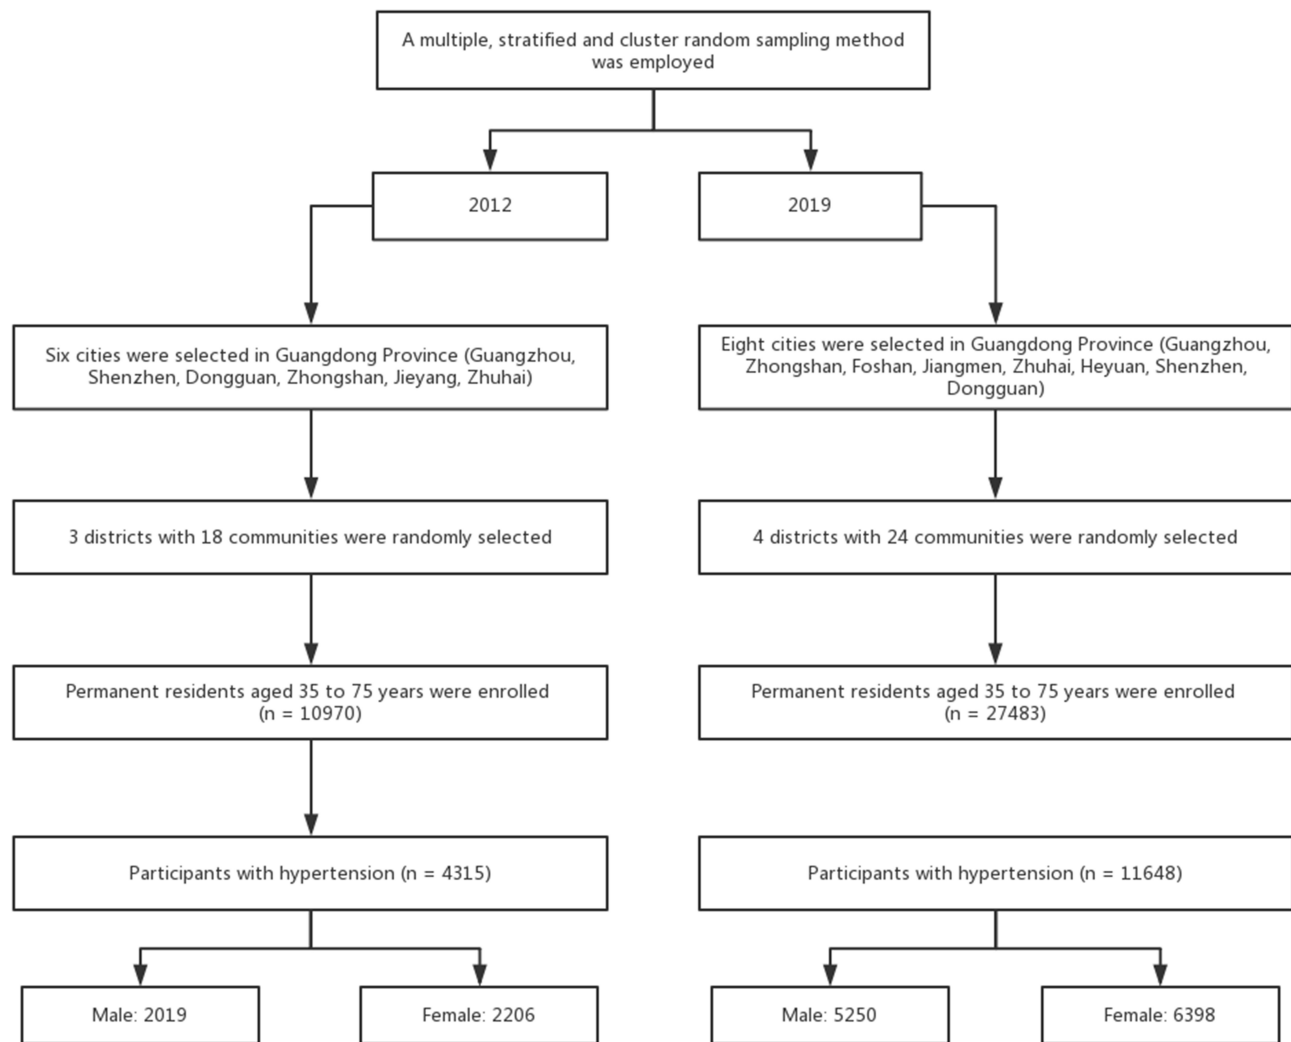 A multiple, stratified and cluster random sampling method
was employed
2012
2019
Six cities were selected in Guangdong Province (Guangzhou,
Shenzhen, Dongguan, Zhongshan, Jieyang, Zhuhai)
Eight cities were selected in Guangdong Province (Guangzhou,
Zhongshan, Foshan, Jiangmen, Zhuhai, Heyuan, Shenzhen,
Dongguan)
3 districts with 18 communities were randomly selected
4 districts with 24 communities were randomly selected
Permanent residents aged 35 to 75 years were enrolled
(n = 10970)
Permanent residents aged 35 to 75 years were enrolled
(n = 27483)
Participants with hypertension (n = 4315)
Participants with hypertension (n = 11648)
Male: 2019
Female: 2206
Male: 5250
Female: 6398